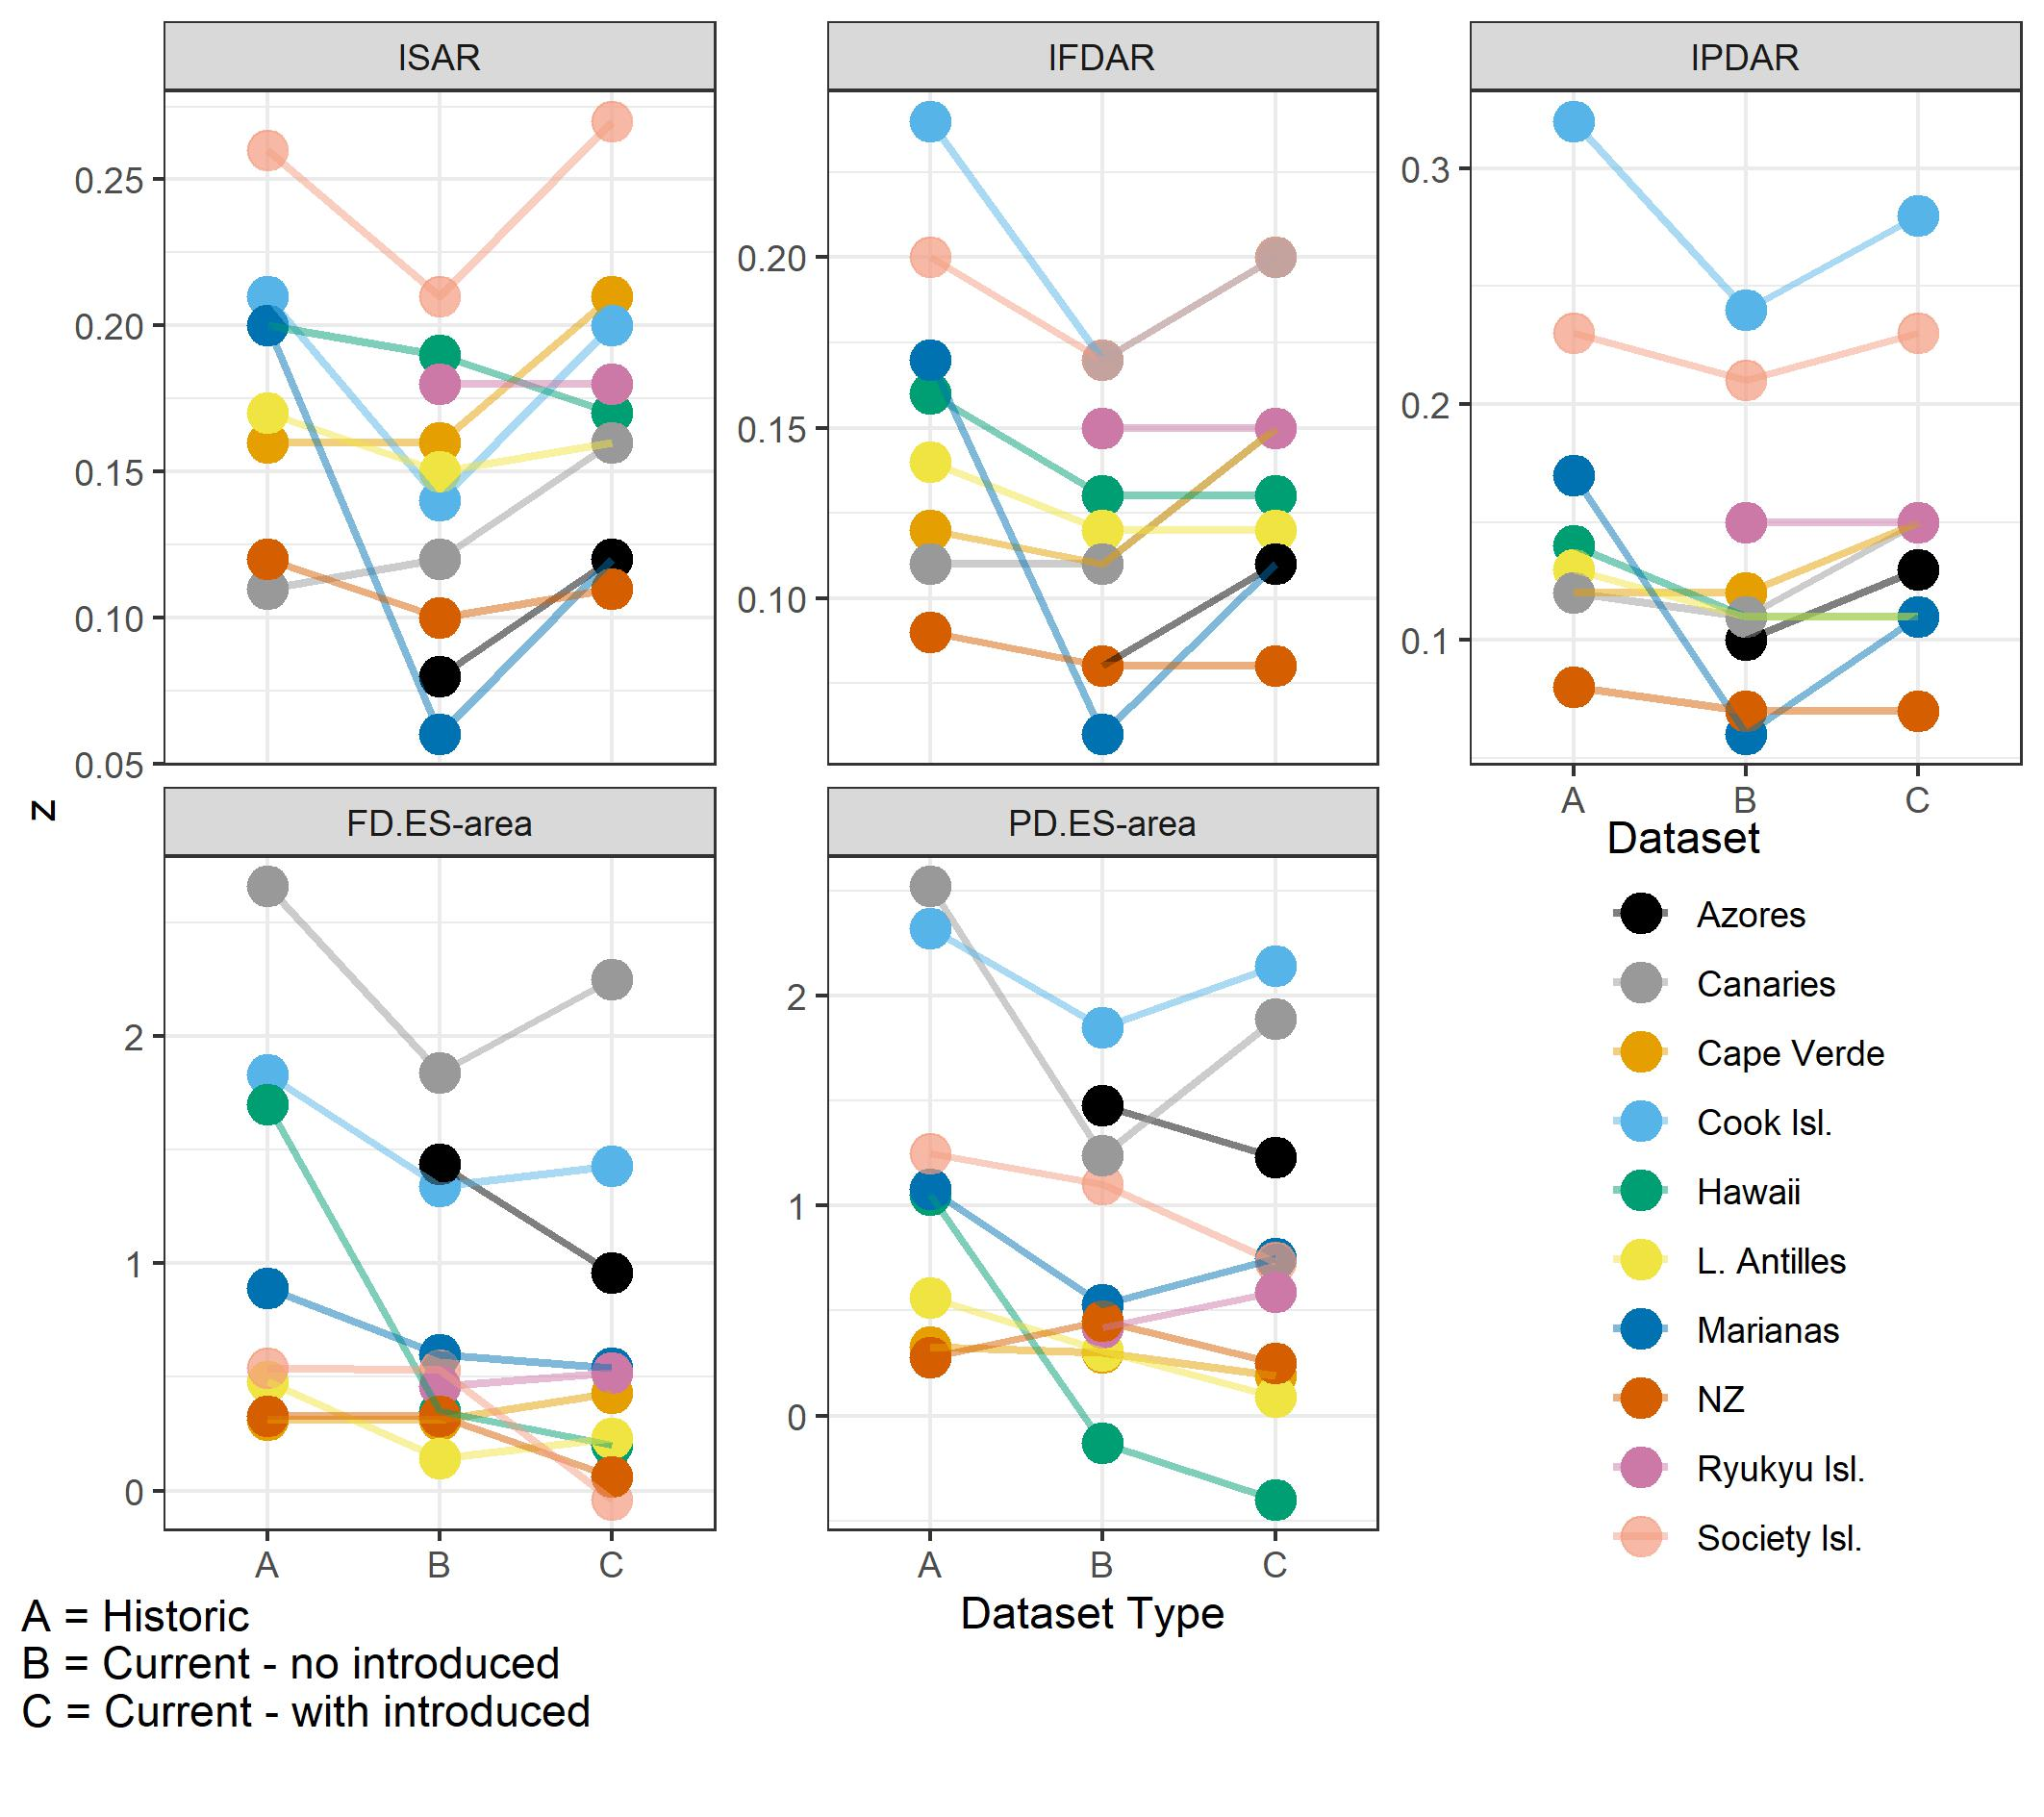 ISAR
IFDAR
IPDAR
0.25
0.20
0.15
0.10
0.05
0.20
0.15
0.10
0.3
0.2
0.1
A B C
z
FD.ES-area
PD.ES-area
2
1
0
2
1
0
A B C
A B C
Dataset Type
Dataset
Azores
Canaries
Cape Verde
Cook Isl.
Hawaii
L. Antilles
Marianas
NZ
Ryukyu Isl.
Society Isl.
A = Historic
B = Current - no introduced
C = Current - with introduced